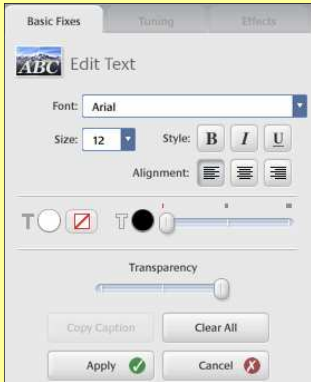 Basic Fixes Tuning Effects
ABC Edit Text
Font: Arial
Size: 12 Style: B I U
Alignment:
T T
Transparency
Copy Caption Clear All
Apply Cancel